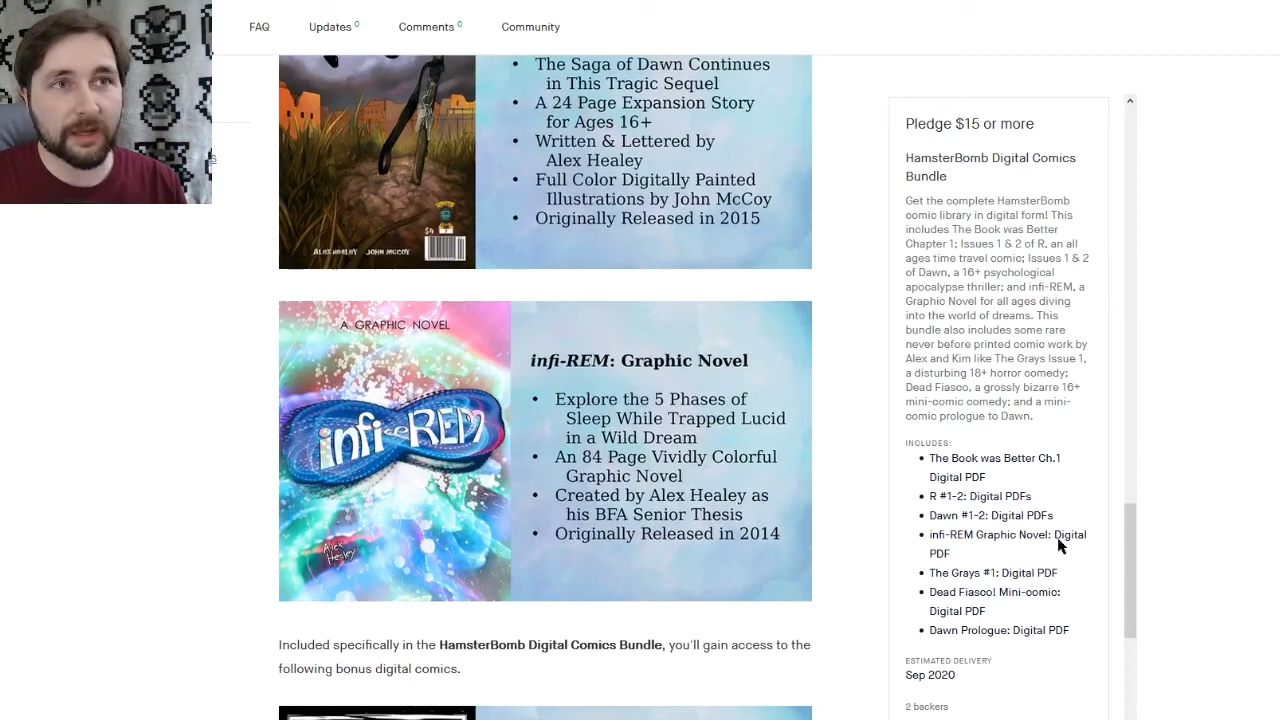 FAQ
Updates 0
Comments 0
Community
The Saga of Dawn Continues
in This Tragic Sequel
• A 24 Page Expansion Story
for Ages 16+
• Written & Lettered by
Alex Healey
• Full Color Digitally Painted
Illustrations by John McCoy
• Originally Released in 2015
$4
ALEX HEALEY JOHN MCCOY
A GRAPHIC NOVEL
infi-REM
Alex
Healey
infi-REM: Graphic Novel
• Explore the 5 Phases of
Sleep While Trapped Lucid
in a Wild Dream
• An 84 Page Vividly Colorful
Graphic Novel
• Created by Alex Healey as
his BFA Senior Thesis
• Originally Released in 2014
Included specifically in the HamsterBomb Digital Comics Bundle, you'll gain access to the
following bonus digital comics.
Pledge $15 or more
HamsterBomb Digital Comics
Bundle
Get the complete HamsterBomb
comic library in digital form! This
includes The Book was Better
Chapter 1; Issues 1 & 2 of R, an all
ages time travel comic; Issues 1 & 2
of Dawn, a 16+ psychological
apocalypse thriller; and infi-REM, a
Graphic Novel for all ages diving
into the world of dreams. This
bundle also includes some rare
never before printed comic work by
Alex and Kim like The Grays Issue 1,
a disturbing 18+ horror comedy;
Dead Fiasco, a grossly bizarre 16+
mini-comic comedy; and a mini-
comic prologue to Dawn.
INCLUDES:
• The Book was Better Ch.1
Digital PDF
• R #1-2: Digital PDFs
• Dawn #1-2: Digital PDFs
• infi-REM Graphic Novel: Digital
PDF
• The Grays #1: Digital PDF
• Dead Fiasco! Mini-comic:
Digital PDF
• Dawn Prologue: Digital PDF
ESTIMATED DELIVERY
Sep 2020
2 backers